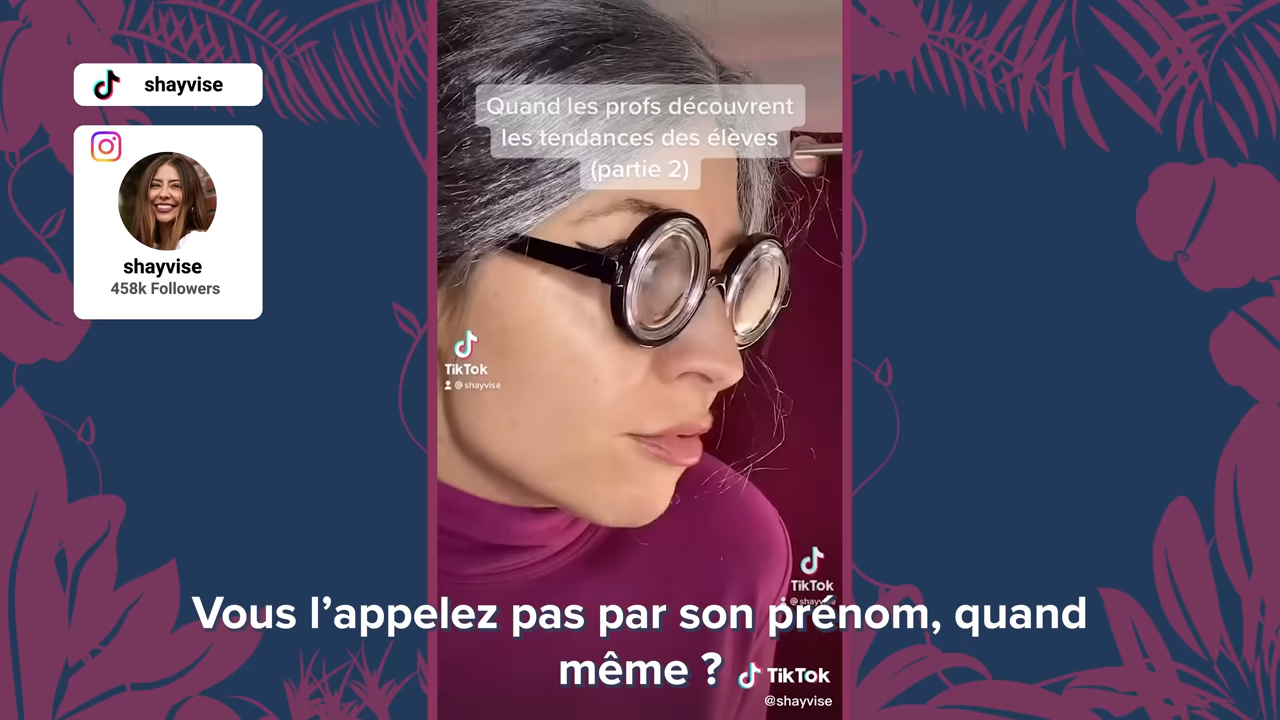 shayvise
shayvise
458k Followers
Quand les profs découvrent
les tendances des élèves
(partie 2)
TikTok
@shayvise
TikTok
@shayvise
Vous l’appelez pas par son prénom, quand
même ?
TikTok
@shayvise